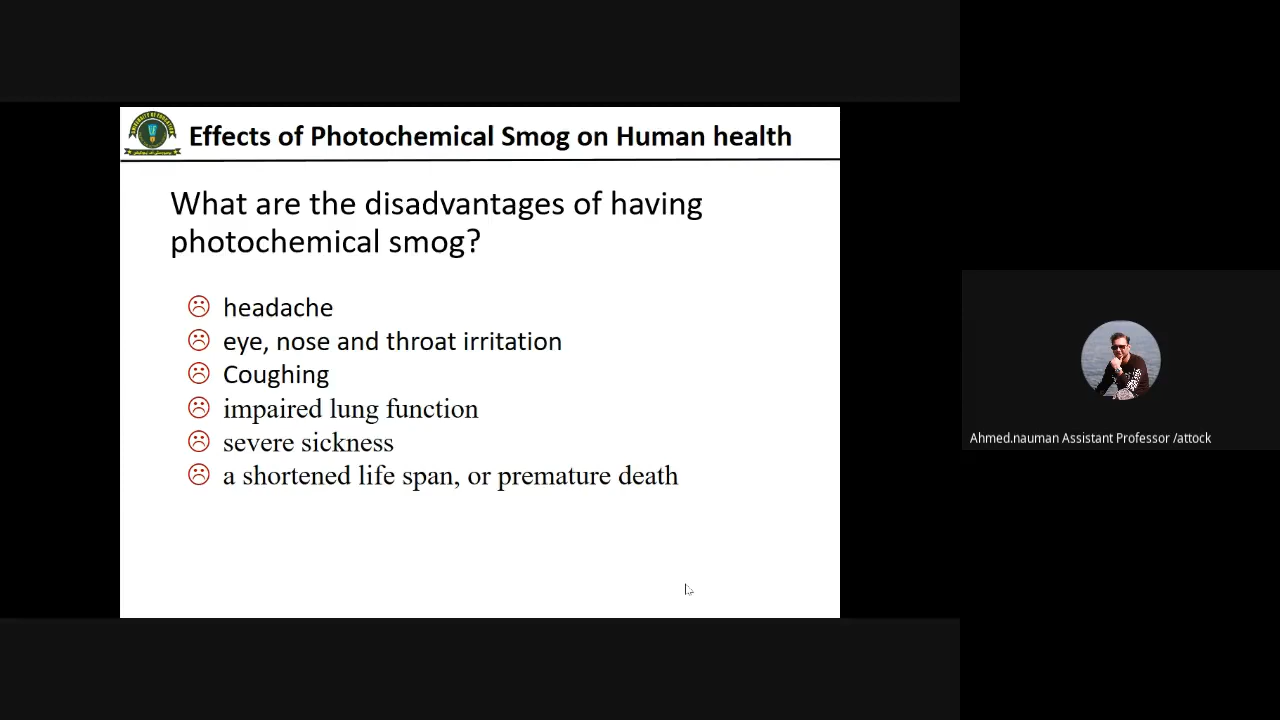 Effects of Photochemical Smog on Human health
What are the disadvantages of having
photochemical smog?
headache
eye, nose and throat irritation
Coughing
impaired lung function
severe sickness
a shortened life span, or premature death
Ahmed.nauman Assistant Professor /attock